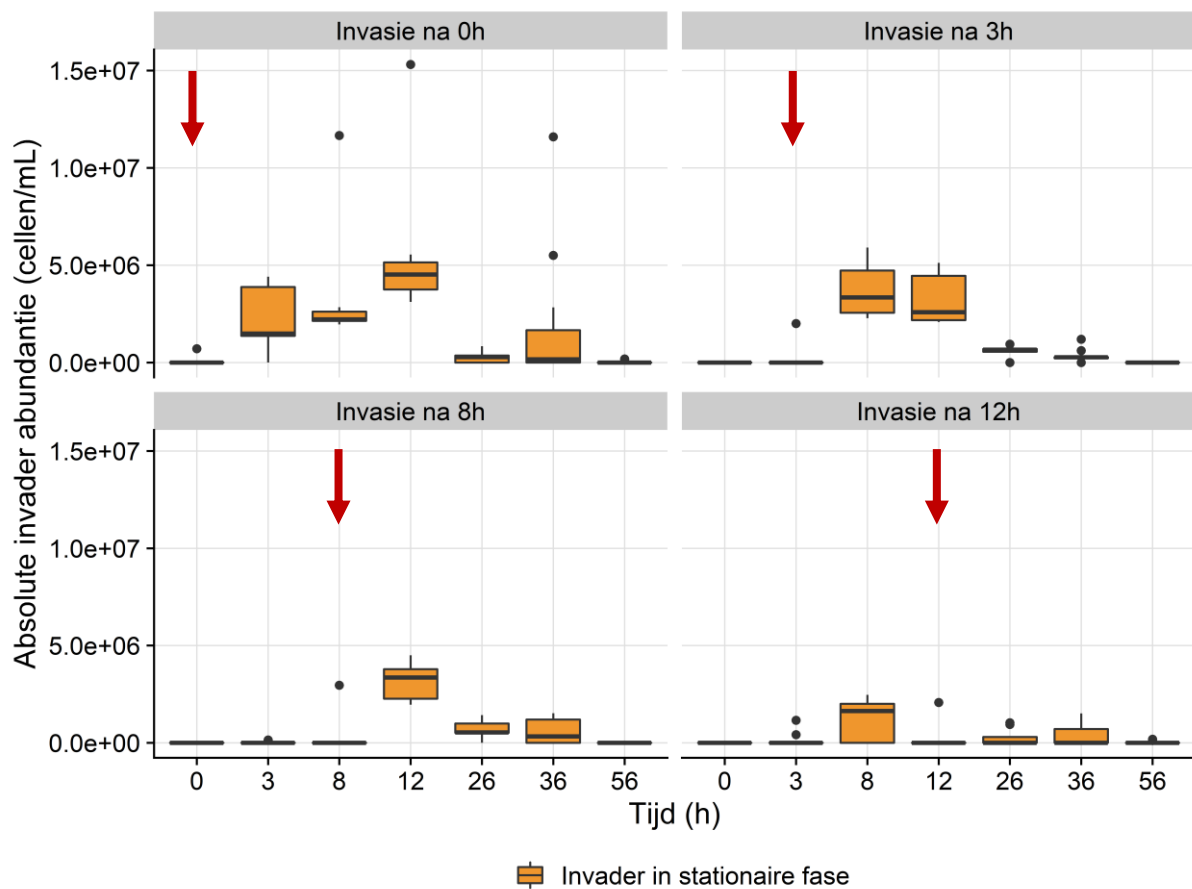 Invasie na 0h
Invasie na 3h
1.5e+07
1.0e+07
5.0e+06
0.0e+00
Invasie na 8h
Invasie na 12h
1.5e+07
1.0e+07
5.0e+06
0.0e+00
Absolute invader abundantie (cellen/mL)
0 3 8 12 26 36 56
0 3 8 12 26 36 56
Tijd (h)
Invader in stationaire fase